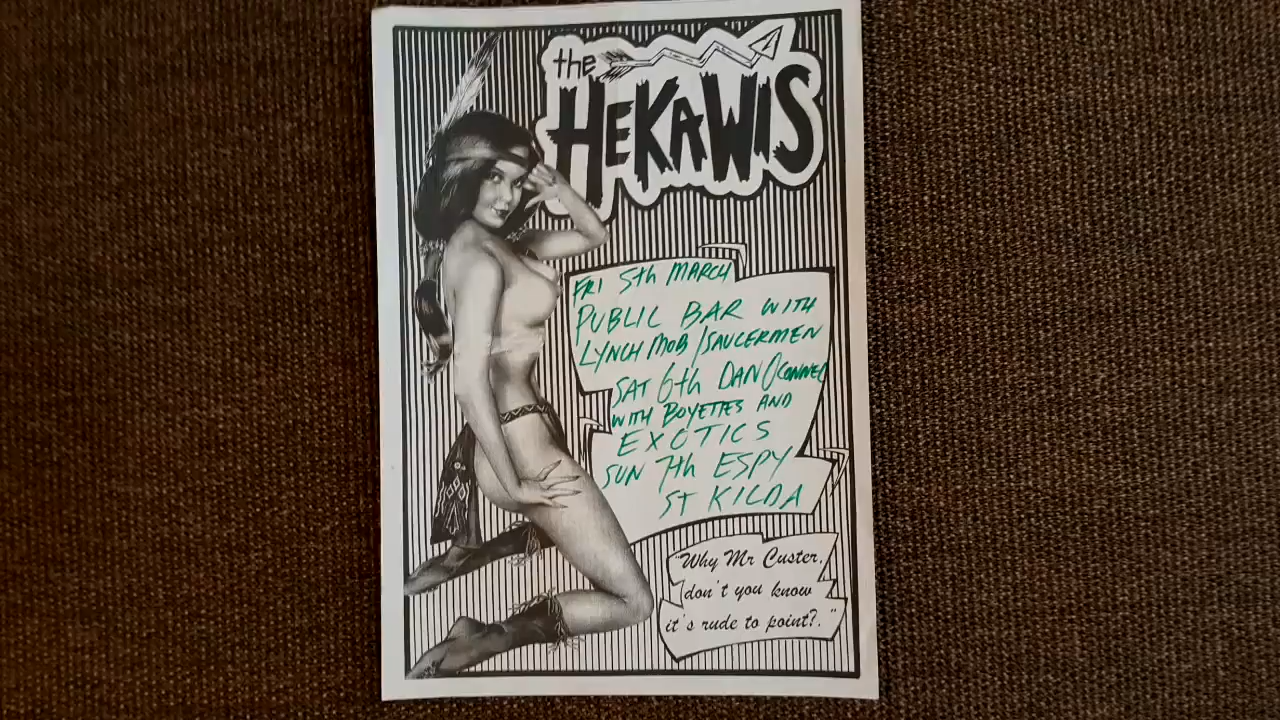 the
HEKAWIS
FRI 5th MARCH
PUBLIC BAR WITH
LYNCH MOB / SAUCERMEN
SAT 6th DAN O'CONNEL
WITH BOYETTES AND
EXOTICS
SUN 7th ESPY
ST KILDA
"Why Mr Custer,
don't you know
it's rude to point?."